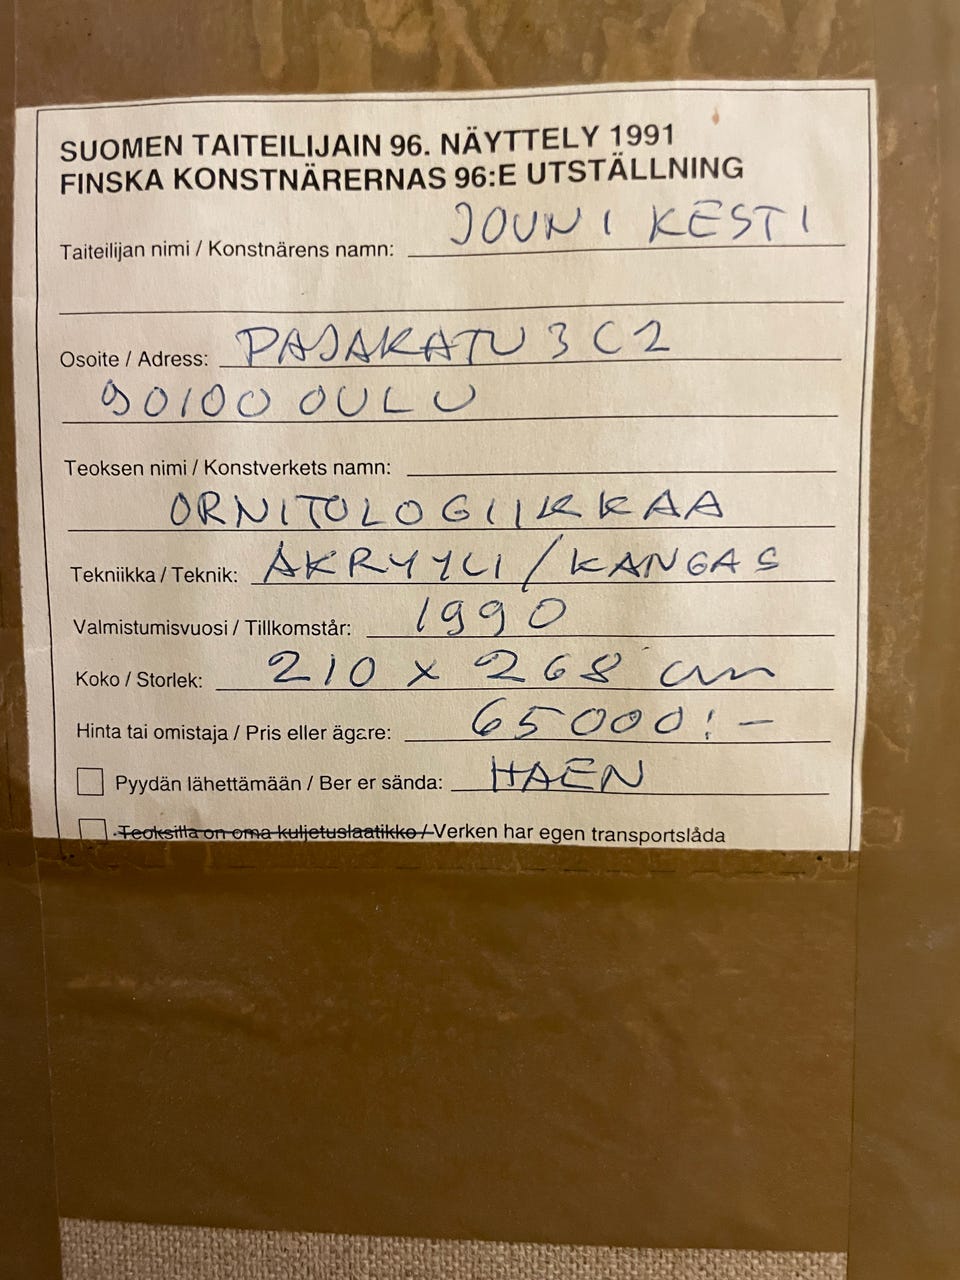 SUOMEN TAITEILIJAIN 96. NÄYTTELY 1991
FINSKA KONSTNÄRERNAS 96:E UTSTÄLLNING
Taiteilijan nimi / Konstnärens namn: JOUNI KESTI
Osoite / Adress: PAJAKATU 3 C 2
90100 OULU
Teoksen nimi / Konstverkets namn:
ORNITOLOGIIKKAA
Tekniikka / Teknik: AKRYYLI / KANGAS
Valmistumisvuosi / Tillkomstår: 1990
Koko / Storlek: 210 x 268 cm
Hinta tai omistaja / Pris eller ägare: 65000:-
Pyydän lähettämään / Ber er sända: HAEN
Teoksilla on oma kuljetuslaatikko / Verken har egen transportslåda